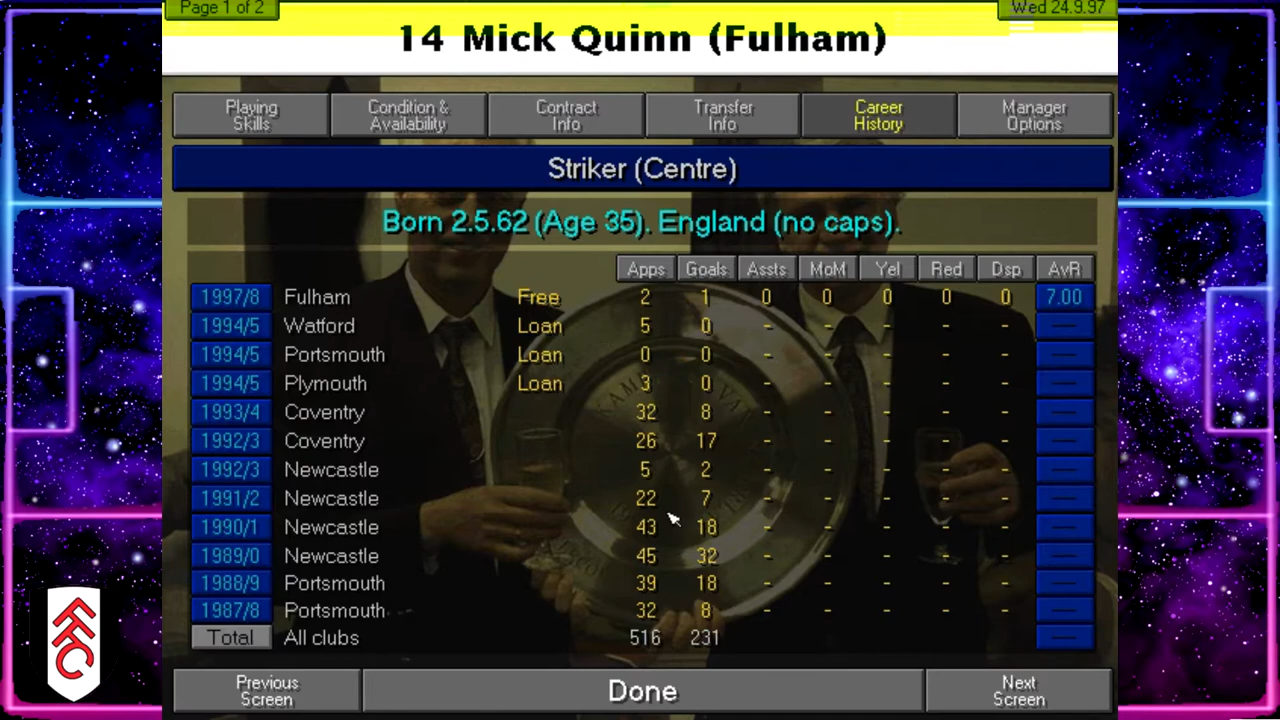 Page 1 of 2
Wed 24.9.97
14 Mick Quinn (Fulham)
Playing Skills
Condition & Availability
Contract Info
Transfer Info
Career History
Manager Options
Striker (Centre)
Born 2.5.62 (Age 35). England (no caps).
Apps Goals Assts MoM Yel Red Dsp AvR
1997/8 Fulham Free 2 1 0 0 0 0 0 7.00
1994/5 Watford Loan 5 0 - - - - - —
1994/5 Portsmouth Loan 0 0 - - - - - —
1994/5 Plymouth Loan 3 0 - - - - - —
1993/4 Coventry 32 8 - - - - - —
1992/3 Coventry 26 17 - - - - - —
1992/3 Newcastle 5 2 - - - - - —
1991/2 Newcastle 22 7 - - - - - —
1990/1 Newcastle 43 18 - - - - - —
1989/0 Newcastle 45 32 - - - - - —
1988/9 Portsmouth 39 18 - - - - - —
1987/8 Portsmouth 32 8 - - - - - —
Total All clubs 516 231 —
FFC
Previous Screen
Done
Next Screen